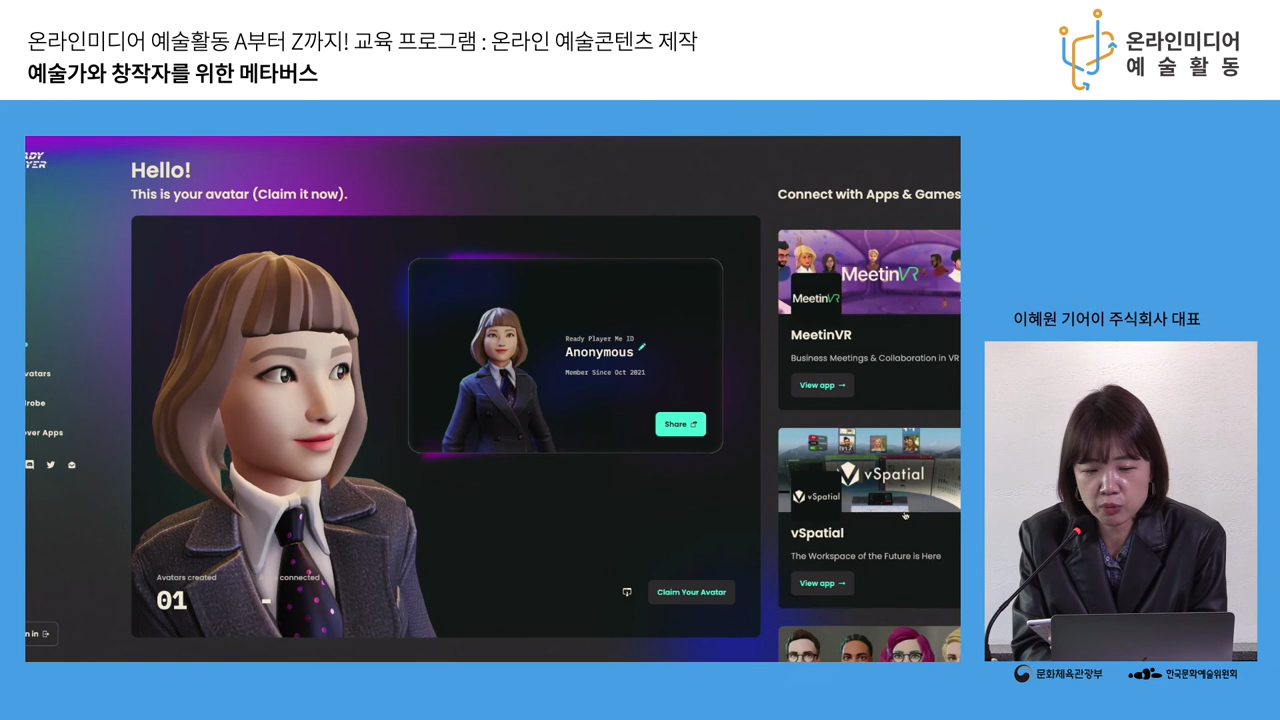 온라인미디어 예술활동 A부터 Z까지! 교육 프로그램 : 온라인 예술콘텐츠 제작
예술가와 창작자를 위한 메타버스
온라인미디어
예술활동
ADY
YER
Hello!
This is your avatar (Claim it now).
Connect with Apps & Games
Ready Player Me ID
Anonymous
Member Since Oct 2021
Share
MeetinVR
MeetinVR
MeetinVR
Business Meetings & Collaboration in VR
View app →
vatars
drobe
ver Apps
vSpatial
vSpatial
vSpatial
The Workspace of the Future is Here
View app →
Avatars created
01
connected
-
Claim Your Avatar
n in
이혜원 기어이 주식회사 대표
문화체육관광부
한국문화예술위원회